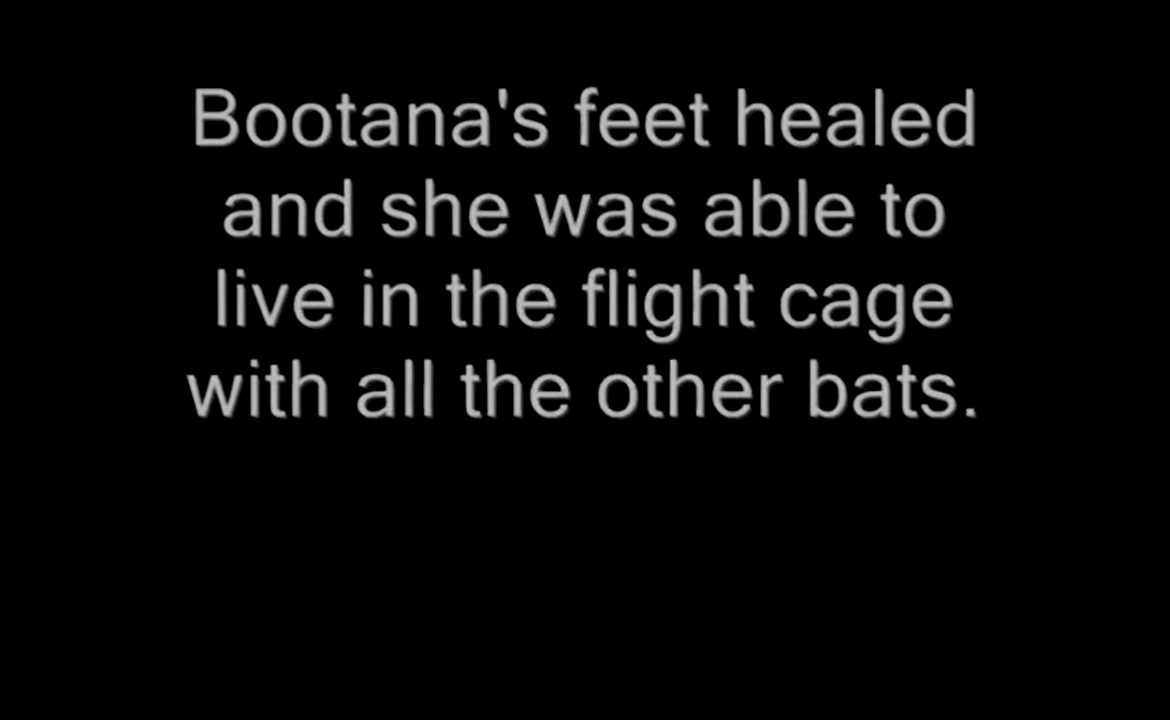 Bootana's feet healed
and she was able to
live in the flight cage
with all the other bats.